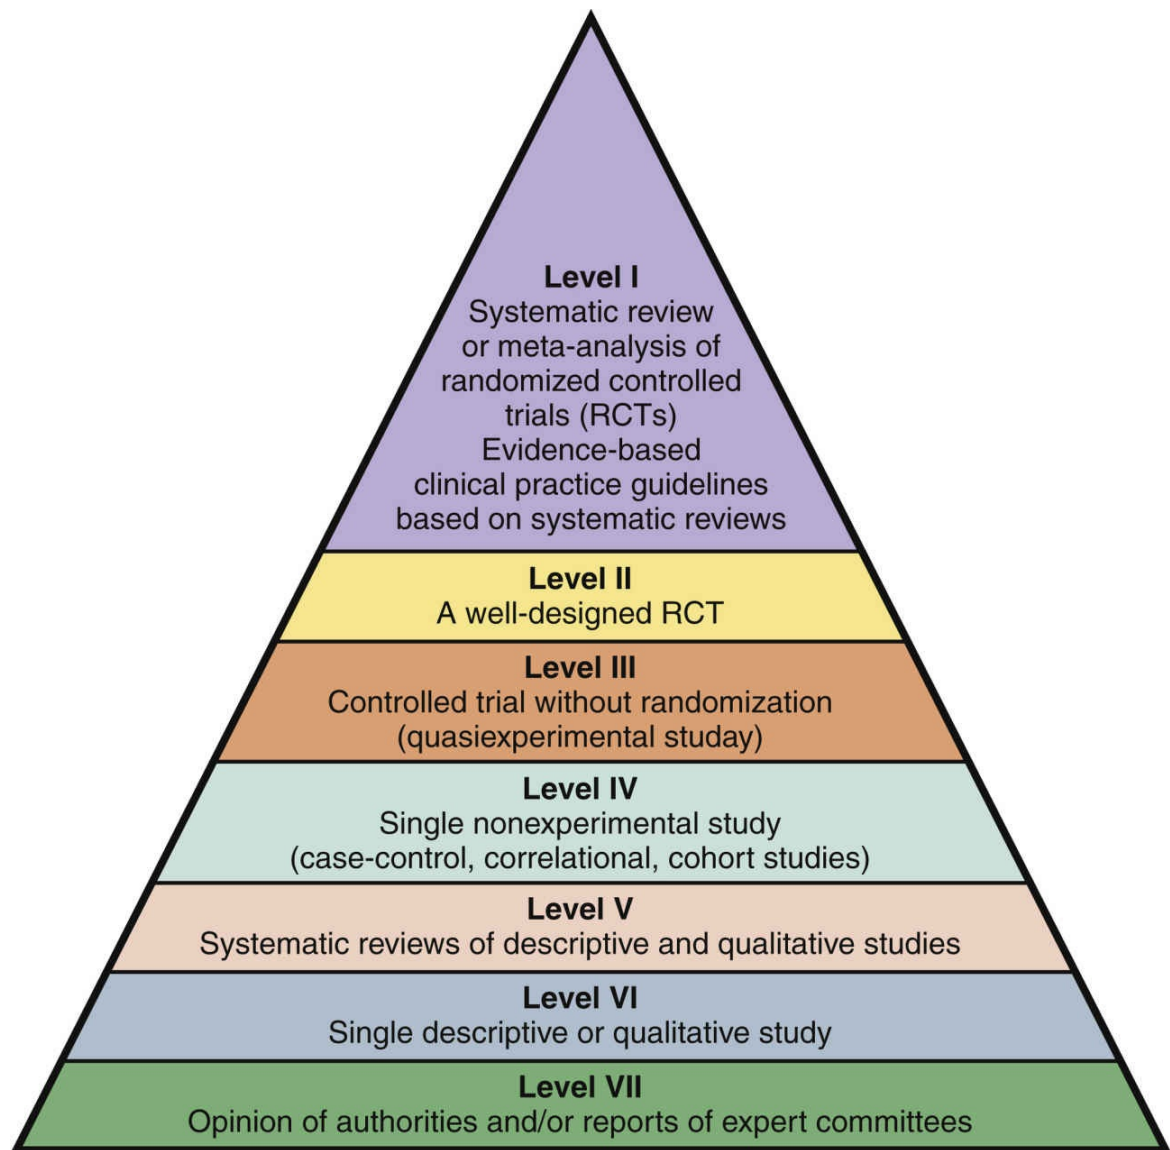 Level I
Systematic review
or meta-analysis of
randomized controlled
trials (RCTs)
Evidence-based
clinical practice guidelines
based on systematic reviews
Level II
A well-designed RCT
Level III
Controlled trial without randomization
(quasiexperimental studay)
Level IV
Single nonexperimental study
(case-control, correlational, cohort studies)
Level V
Systematic reviews of descriptive and qualitative studies
Level VI
Single descriptive or qualitative study
Level VII
Opinion of authorities and/or reports of expert committees